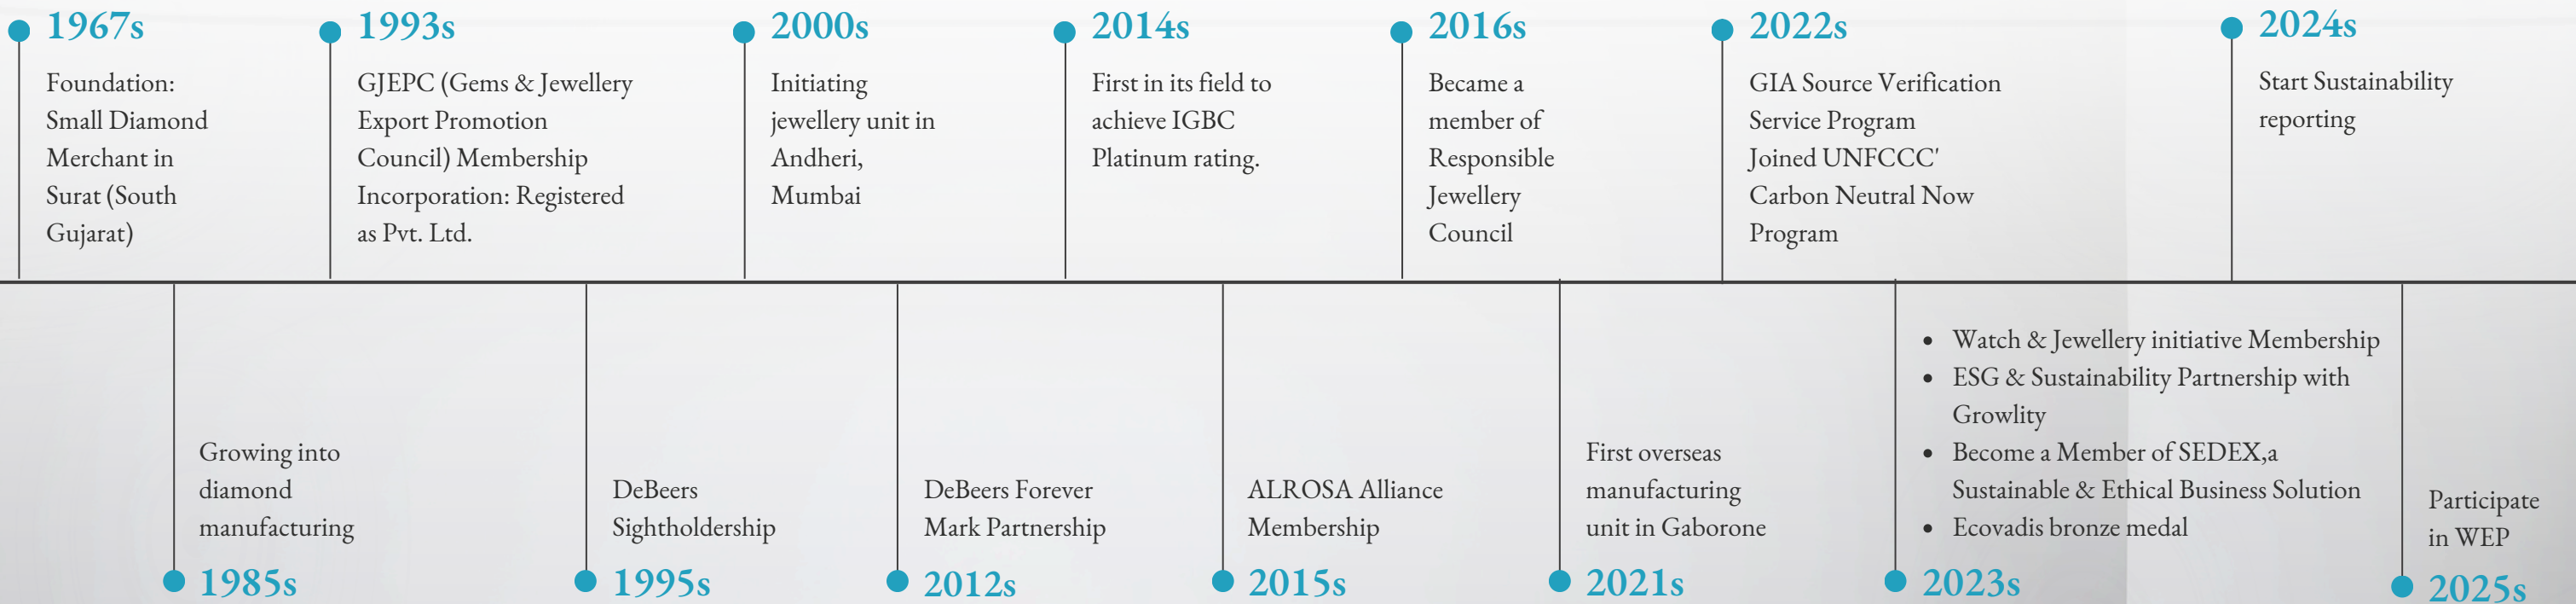 1967s
Foundation:
Small Diamond
Merchant in
Surat (South
Gujarat)
1993s
GJEPC (Gems & Jewellery
Export Promotion
Council) Membership
Incorporation: Registered
as Pvt. Ltd.
2000s
Initiating
jewellery unit in
Andheri,
Mumbai
2014s
First in its field to
achieve IGBC
Platinum rating.
2016s
Became a
member of
Responsible
Jewellery
Council
2022s
GIA Source Verification
Service Program
Joined UNFCCC'
Carbon Neutral Now
Program
2024s
Start Sustainability
reporting
Growing into
diamond
manufacturing
1985s
DeBeers
Sightholdership
1995s
DeBeers Forever
Mark Partnership
2012s
ALROSA Alliance
Membership
2015s
First overseas
manufacturing
unit in Gaborone
2021s
• Watch & Jewellery initiative Membership
• ESG & Sustainability Partnership with
Growlity
• Become a Member of SEDEX,a
Sustainable & Ethical Business Solution
• Ecovadis bronze medal
2023s
Participate
in WEP
2025s